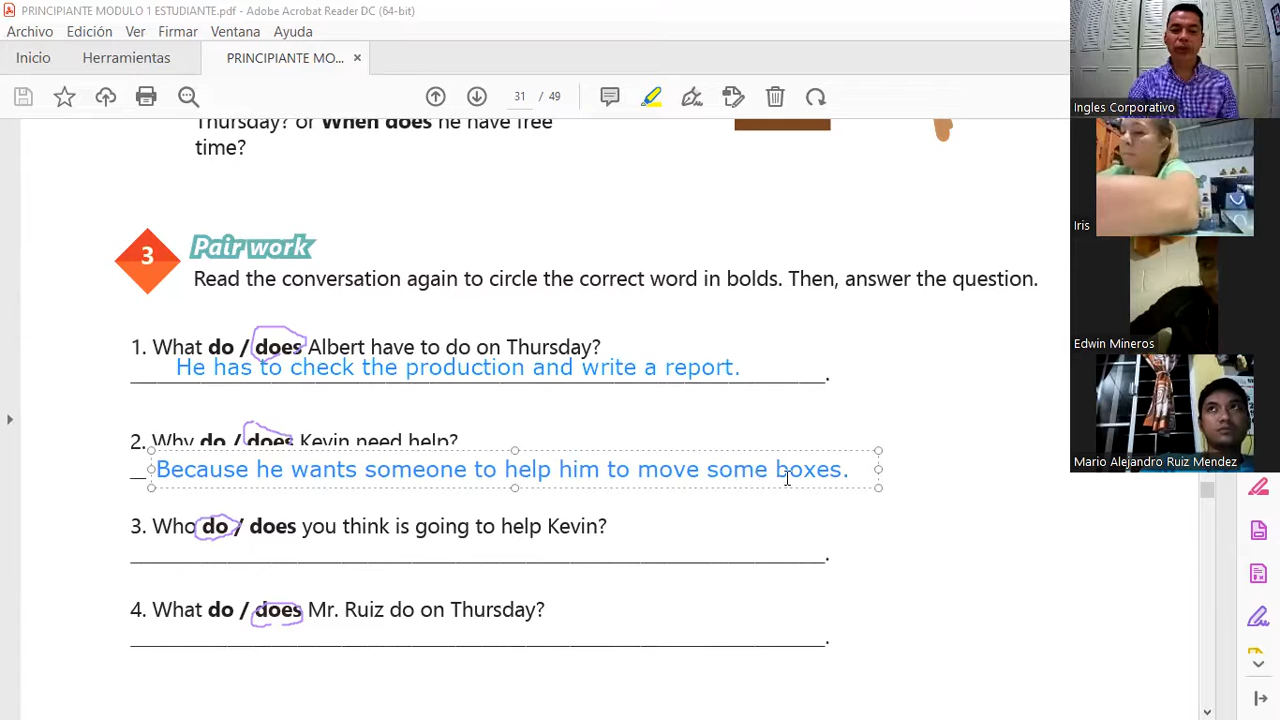 PRINCIPIANTE MODULO 1 ESTUDIANTE.pdf - Adobe Acrobat Reader DC (64-bit)
Archivo Edición Ver Firmar Ventana Ayuda
Inicio Herramientas PRINCIPIANTE MO... ×
31 / 49
Thursday? or When does he have free
time?
3 Pair work
Read the conversation again to circle the correct word in bolds. Then, answer the question.
1. What do / does Albert have to do on Thursday?
He has to check the production and write a report.
2. Why do / does Kevin need help?
Because he wants someone to help him to move some boxes.
3. Who do / does you think is going to help Kevin?
4. What do / does Mr. Ruiz do on Thursday?
Ingles Corporativo
Iris
Edwin Mineros
Mario Alejandro Ruiz Mendez